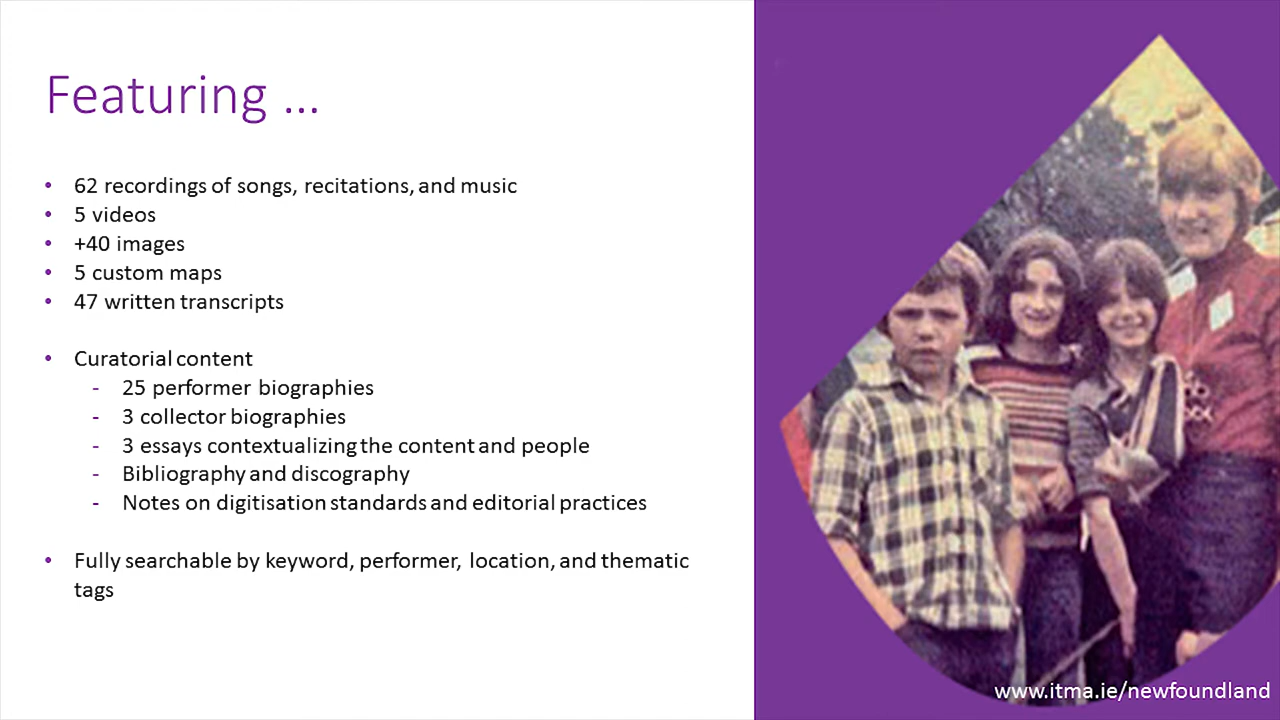 Featuring ...
• 62 recordings of songs, recitations, and music
• 5 videos
• +40 images
• 5 custom maps
• 47 written transcripts
• Curatorial content
- 25 performer biographies
- 3 collector biographies
- 3 essays contextualizing the content and people
- Bibliography and discography
- Notes on digitisation standards and editorial practices
• Fully searchable by keyword, performer, location, and thematic
tags
www.itma.ie/newfoundland